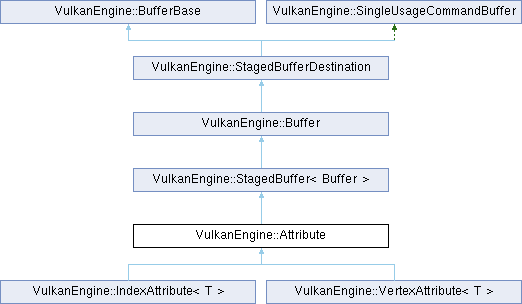 VulkanEngine::BufferBase
VulkanEngine::SingleUsageCommandBuffer
VulkanEngine::StagedBufferDestination
VulkanEngine::Buffer
VulkanEngine::StagedBuffer< Buffer >
VulkanEngine::Attribute
VulkanEngine::IndexAttribute< T >
VulkanEngine::VertexAttribute< T >